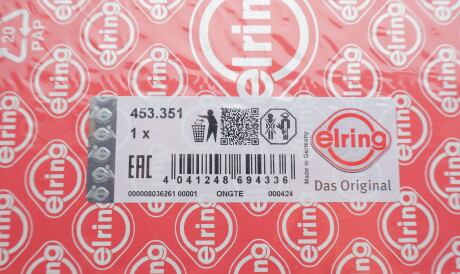 20
PAP
elring
453.351
1 x
EAC
4 041248 694336
000008036261 00001 ONGTE 000424
Made in Germany
elring
Das Original